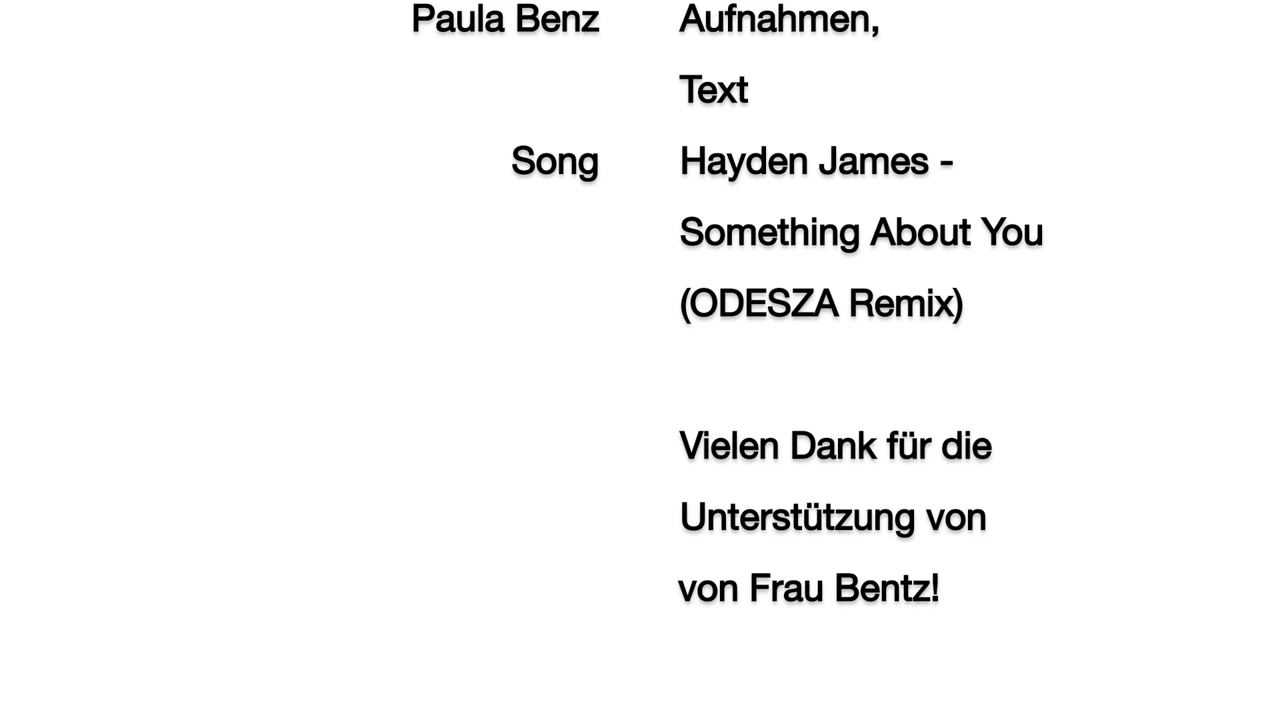 Paula Benz Aufnahmen,
Text
Song Hayden James -
Something About You
(ODESZA Remix)
Vielen Dank für die
Unterstützung von
von Frau Bentz!